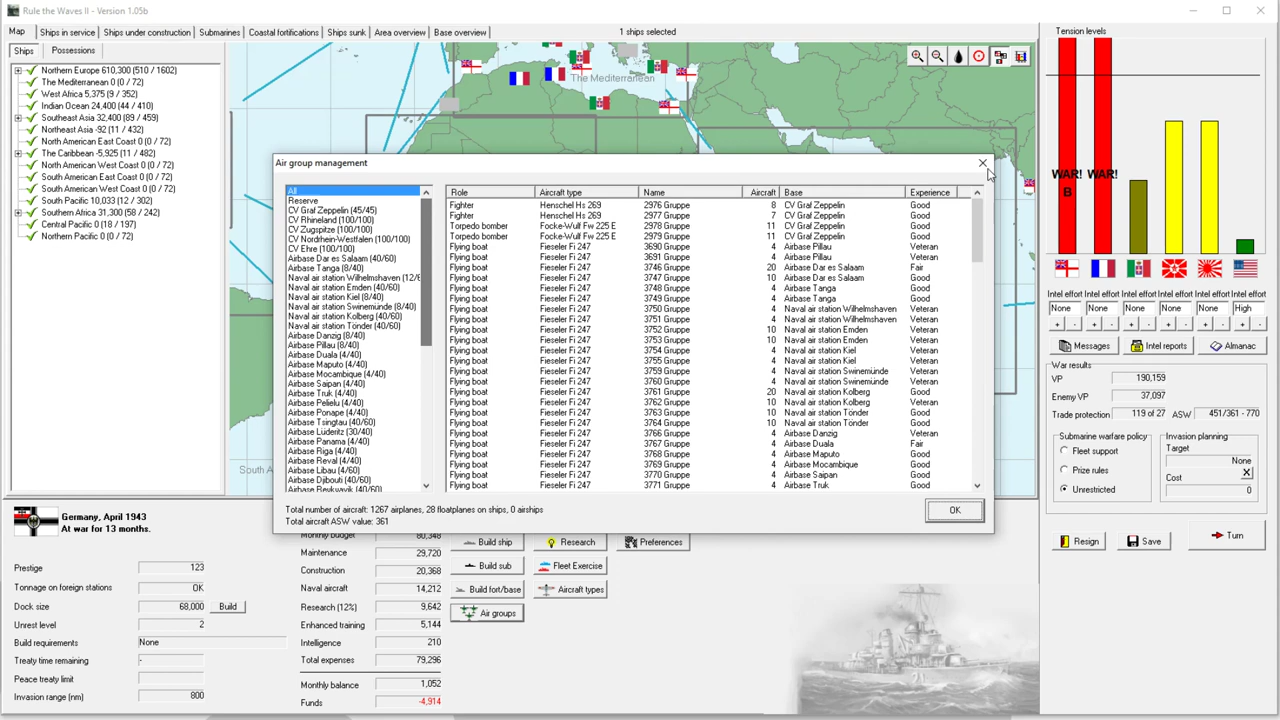 Rule the Waves II - Version 1.05b
Map
Ships in service
Ships under construction
Submarines
Coastal fortifications
Ships sunk
Area overview
Base overview
1 ships selected
Ships
Possessions
Northern Europe 610,300 (510 / 1602)
The Mediterranean 0 (0 / 72)
West Africa 5,375 (9 / 352)
Indian Ocean 24,400 (44 / 410)
Southeast Asia 32,400 (89 / 459)
Northeast Asia -92 (11 / 432)
North American East Coast 0 (0 / 72)
The Caribbean -5,925 (11 / 482)
North American West Coast 0 (0 / 72)
South American East Coast 0 (0 / 72)
South American West Coast 0 (0 / 72)
South Pacific 10,033 (12 / 276)
Southern Africa 31,300 (58 / 242)
Central Pacific 0 (18 / 197)
Northern Pacific 0 (0 / 72)
The Mediterranean
South A
Air group management
All
Reserve
CV Graf Zeppelin (45/45)
CV Rhineland (100/100)
CV Zugspitze (100/100)
CV Nordrhein-Westfalen (100/100)
CV Ehre (100/100)
Airbase Dar es Salaam (40/60)
Airbase Tanga (8/40)
Naval air station Wilhelmshaven (12/6
Naval air station Emden (40/60)
Naval air station Kiel (8/40)
Naval air station Swinemünde (8/40)
Naval air station Kolberg (40/60)
Naval air station Tönder (40/60)
Airbase Danzig (8/40)
Airbase Pillau (8/40)
Airbase Duala (4/40)
Airbase Maputo (4/40)
Airbase Mocambique (4/40)
Airbase Saipan (4/40)
Airbase Truk (4/40)
Airbase Pelelu (4/40)
Airbase Ponape (4/40)
Airbase Tsingtau (40/60)
Airbase Lüderitz (30/40)
Airbase Panama (4/40)
Airbase Riga (4/40)
Airbase Reval (4/40)
Airbase Libau (4/60)
Airbase Djibouti (40/60)
Airbase Reykjavik (40/60)
Role Aircraft type Name Aircraft Base Experience
Fighter Henschel Hs 269 2976 Gruppe 8 CV Graf Zeppelin Good
Fighter Henschel Hs 269 2977 Gruppe 7 CV Graf Zeppelin Good
Torpedo bomber Focke-Wulf Fw 225 E 2978 Gruppe 11 CV Graf Zeppelin Good
Torpedo bomber Focke-Wulf Fw 225 E 2979 Gruppe 11 CV Graf Zeppelin Good
Flying boat Fieseler Fi 247 3690 Gruppe 4 Airbase Pillau Veteran
Flying boat Fieseler Fi 247 3691 Gruppe 4 Airbase Pillau Veteran
Flying boat Fieseler Fi 247 3746 Gruppe 20 Airbase Dar es Salaam Fair
Flying boat Fieseler Fi 247 3747 Gruppe 10 Airbase Dar es Salaam Good
Flying boat Fieseler Fi 247 3748 Gruppe 4 Airbase Tanga Good
Flying boat Fieseler Fi 247 3749 Gruppe 4 Airbase Tanga Good
Flying boat Fieseler Fi 247 3750 Gruppe 4 Naval air station Wilhelmshaven Veteran
Flying boat Fieseler Fi 247 3751 Gruppe 4 Naval air station Wilhelmshaven Veteran
Flying boat Fieseler Fi 247 3752 Gruppe 10 Naval air station Emden Veteran
Flying boat Fieseler Fi 247 3753 Gruppe 10 Naval air station Emden Veteran
Flying boat Fieseler Fi 247 3754 Gruppe 4 Naval air station Kiel Veteran
Flying boat Fieseler Fi 247 3755 Gruppe 4 Naval air station Kiel Veteran
Flying boat Fieseler Fi 247 3759 Gruppe 4 Naval air station Swinemünde Veteran
Flying boat Fieseler Fi 247 3760 Gruppe 4 Naval air station Swinemünde Veteran
Flying boat Fieseler Fi 247 3761 Gruppe 20 Naval air station Kolberg Good
Flying boat Fieseler Fi 247 3762 Gruppe 10 Naval air station Kolberg Veteran
Flying boat Fieseler Fi 247 3763 Gruppe 10 Naval air station Tönder Good
Flying boat Fieseler Fi 247 3764 Gruppe 10 Naval air station Tönder Good
Flying boat Fieseler Fi 247 3766 Gruppe 4 Airbase Danzig Veteran
Flying boat Fieseler Fi 247 3767 Gruppe 4 Airbase Duala Fair
Flying boat Fieseler Fi 247 3768 Gruppe 4 Airbase Maputo Good
Flying boat Fieseler Fi 247 3769 Gruppe 4 Airbase Mocambique Good
Flying boat Fieseler Fi 247 3770 Gruppe 4 Airbase Saipan Good
Flying boat Fieseler Fi 247 3771 Gruppe 4 Airbase Truk Good
Total number of aircraft: 1267 airplanes, 28 floatplanes on ships, 0 airships
Total aircraft ASW value: 361
OK
Tension levels
WAR! WAR!
B
Intel effort Intel effort Intel effort Intel effort Intel effort Intel effort
None None None None None High
+ - + - + - + - + - + -
Messages
Intel reports
Almanac
War results
VP 190,159
Enemy VP 37,097
Trade protection 119 of 27 ASW 451/361 - 770
Submarine warfare policy
Fleet support
Prize rules
Unrestricted
Invasion planning
Target
None
Cost X
0
Resign
Save
Turn
Germany, April 1943
At war for 13 months.
Prestige 123
Tonnage on foreign stations OK
Dock size 68,000 Build
Unrest level 2
Build requirements None
Treaty time remaining -
Peace treaty limit
Invasion range (nm) 800
Monthly budget 80,348
Maintenance 29,720
Construction 20,368
Naval aircraft 14,212
Research (12%) 9,642
Enhanced training 5,144
Intelligence 210
Total expenses 79,296
Monthly balance 1,052
Funds -4,914
Build ship
Research
Preferences
Build sub
Fleet Exercise
Build fort/base
Aircraft types
Air groups